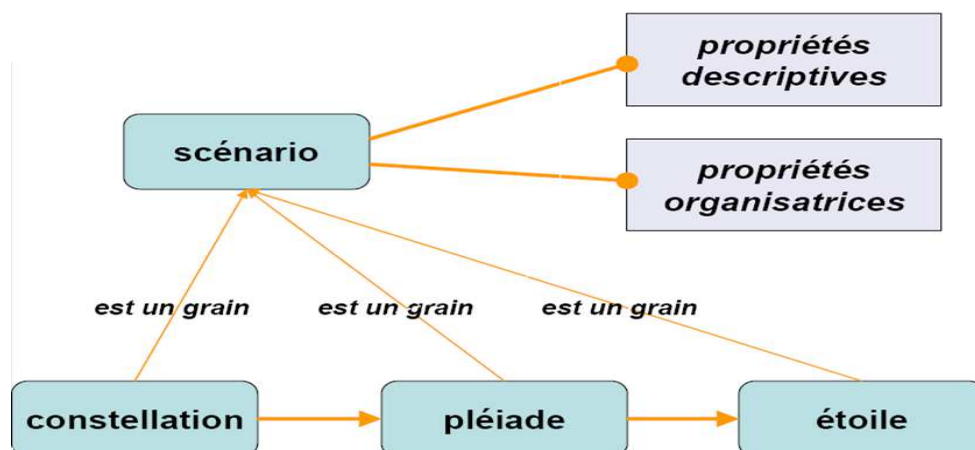 propriétés
descriptives
scénario
propriétés
organisatrices
est un grain
est un grain
est un grain
constellation
pléiade
étoile